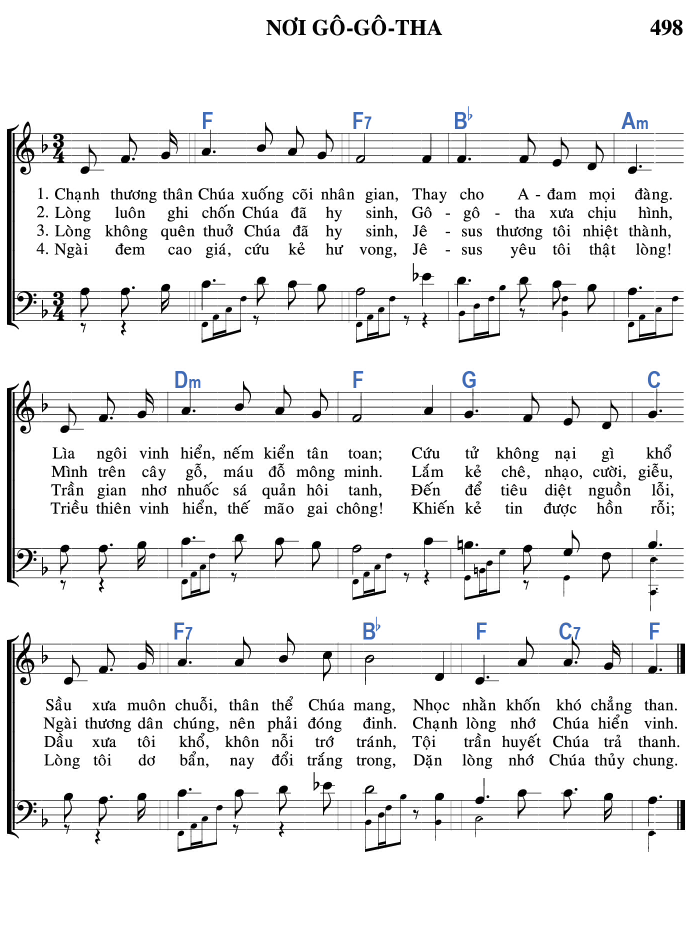 NƠI GÔ-GÔ-THA 498
F F7 B♭ Am
3 4
1. Chạnh thương thân Chúa xuống cõi nhân gian, Thay cho A - đam mọi đàng.
2. Lòng luôn ghi chốn Chúa đã hy sinh, Gô - gô - tha xưa chịu hình,
3. Lòng không quên thuở Chúa đã hy sinh, Jê - sus thương tôi nhiệt thành,
4. Ngài đem cao giá, cứu kẻ hư vong, Jê - sus yêu tôi thật lòng!
3 4
Dm F G C
Lìa ngôi vinh hiển, nếm kiển tân toan; Cứu tử không nại gì khổ
Mình trên cây gỗ, máu đỗ mông minh. Lắm kẻ chê, nhạo, cười, giễu,
Trần gian nhơ nhuốc sá quản hôi tanh, Đến để tiêu diệt nguồn lỗi,
Triều thiên vinh hiển, thế mão gai chông! Khiến kẻ tin được hồn rỗi;
F7 B♭ F C7 F
Sầu xưa muôn chuỗi, thân thể Chúa mang, Nhọc nhằn khốn khó chẳng than.
Ngài thương dân chúng, nên phải đóng đinh. Chạnh lòng nhớ Chúa hiển vinh.
Dầu xưa tôi khổ, khôn nỗi trớ tránh, Tội trần huyết Chúa trả thanh.
Lòng tôi dơ bẩn, nay đổi trắng trong, Dặn lòng nhớ Chúa thủy chung.